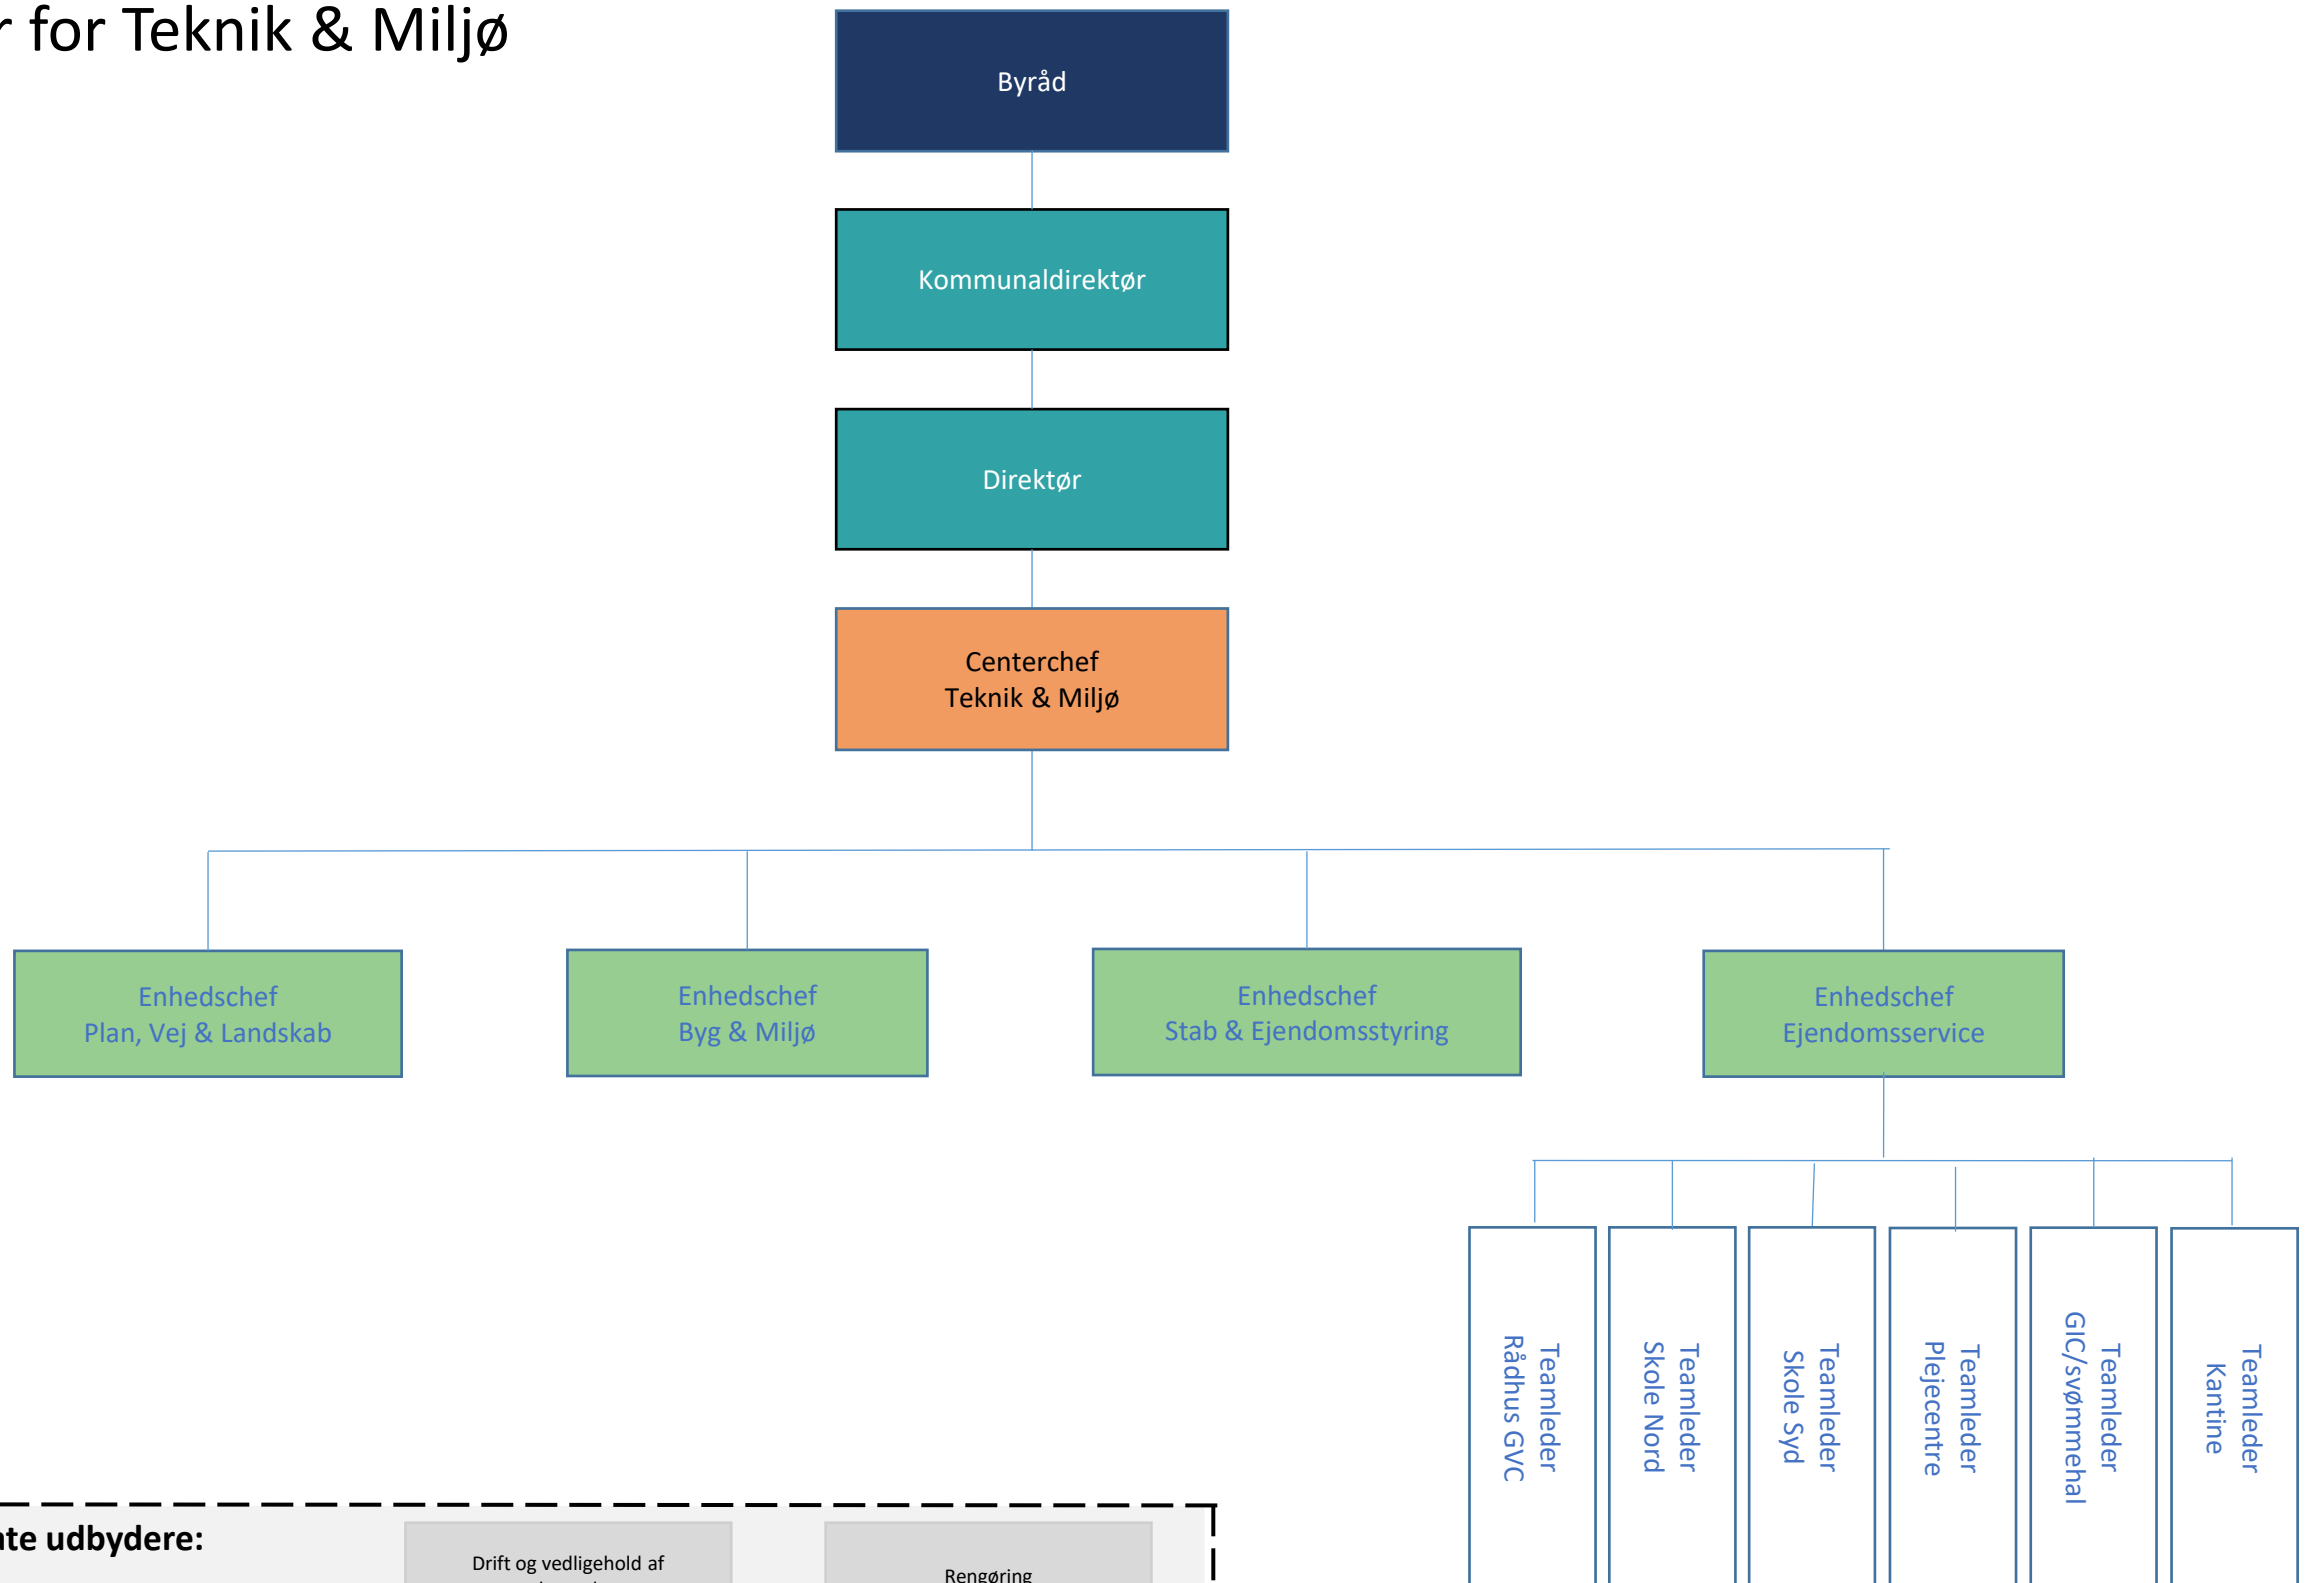 for Teknik & Miljø
Byråd
Kommunaldirektør
Direktør
Centerchef
Teknik & Miljø
Enhedschef
Plan, Vej & Landskab
Enhedschef
Byg & Miljø
Enhedschef
Stab & Ejendomsstyring
Enhedschef
Ejendomsservice
Teamleder
Rådhus GVC
Teamleder
Skole Nord
Teamleder
Skole Syd
Teamleder
Plejecentre
Teamleder
GIC/svømmehal
Teamleder
Kantine
udbydere:
Drift og vedligehold af
Rengøring